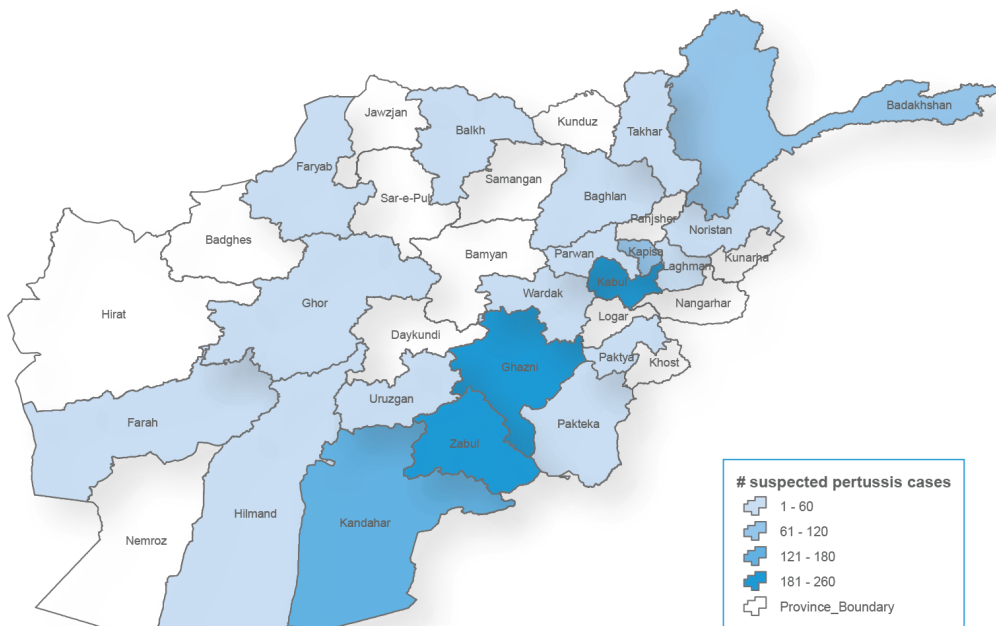 Badakhshan
Jawzjan
Kunduz
Balkh
Takhar
Faryab
Samangan
Sar-e-Pul
Baghlan
Panjsher
Noristan
Badghes
Bamyan
Parwan
Kapisa
Laghman
Kunarha
Kabul
Wardak
Nangarhar
Ghor
Hirat
Logar
Daykundi
Paktya
Khost
Ghazni
Uruzgan
Farah
Pakteka
Zabul
Hilmand
Kandahar
Nemroz
# suspected pertussis cases
1 - 60
61 - 120
121 - 180
181 - 260
Province_Boundary